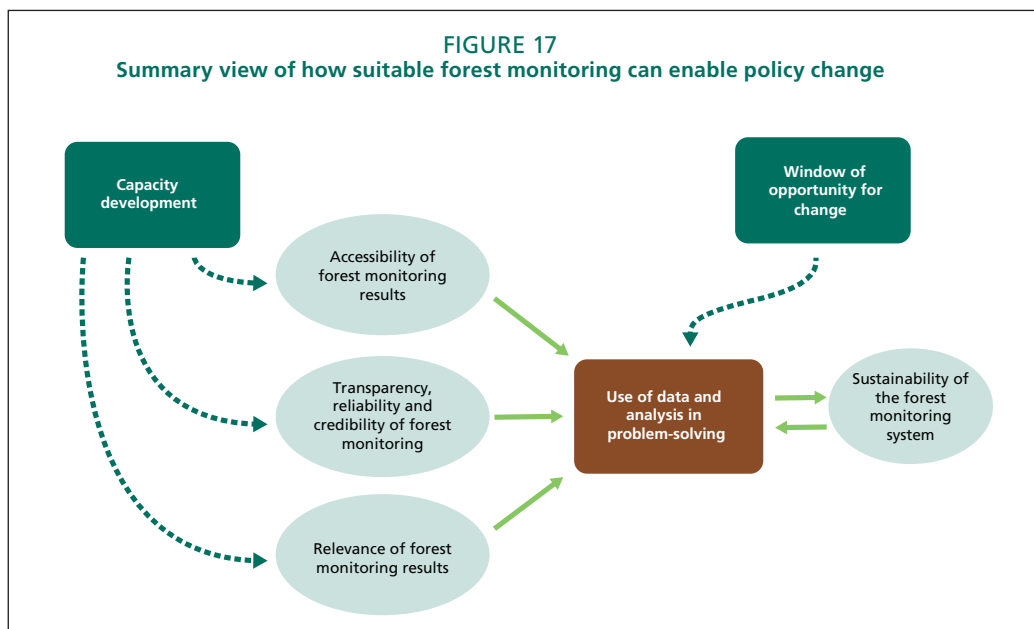 FIGURE 17
Summary view of how suitable forest monitoring can enable policy change
Capacity
development
Window of
opportunity for
change
Accessibility of
forest monitoring
results
Transparency,
reliability and
credibility of forest
monitoring
Use of data and
analysis in
problem-solving
Sustainability of
the forest
monitoring
system
Relevance of forest
monitoring results